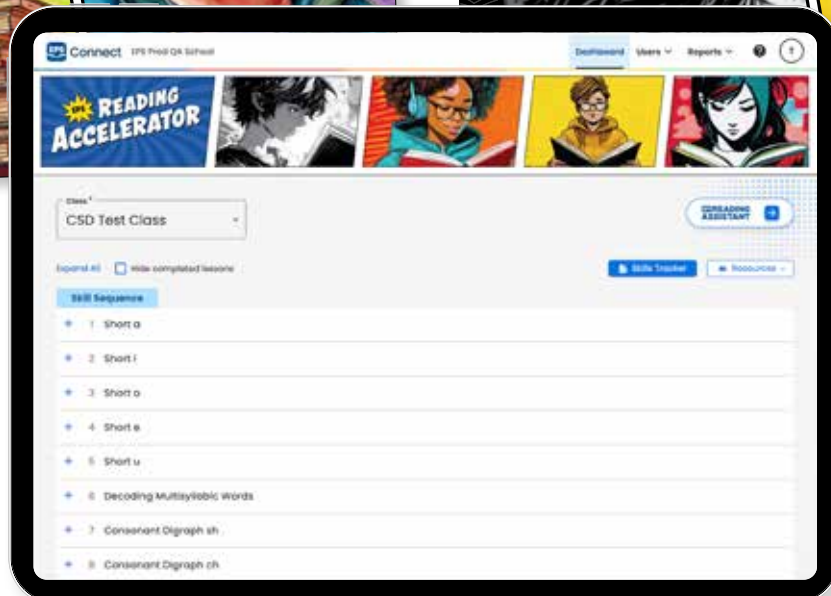 EPS Connect EPS Prod QA School Dashboard Users Reports ? T
EPS READING
ACCELERATOR
Class *
CSD Test Class
READING
ASSISTANT
Expand All Hide completed lessons Skills Tracker Resources
Skill Sequence
+ 1 Short a
+ 2 Short i
+ 3 Short o
+ 4 Short e
+ 5 Short u
+ 6 Decoding Multisyllabic Words
+ 7 Consonant Digraph sh
+ 8 Consonant Digraph ch